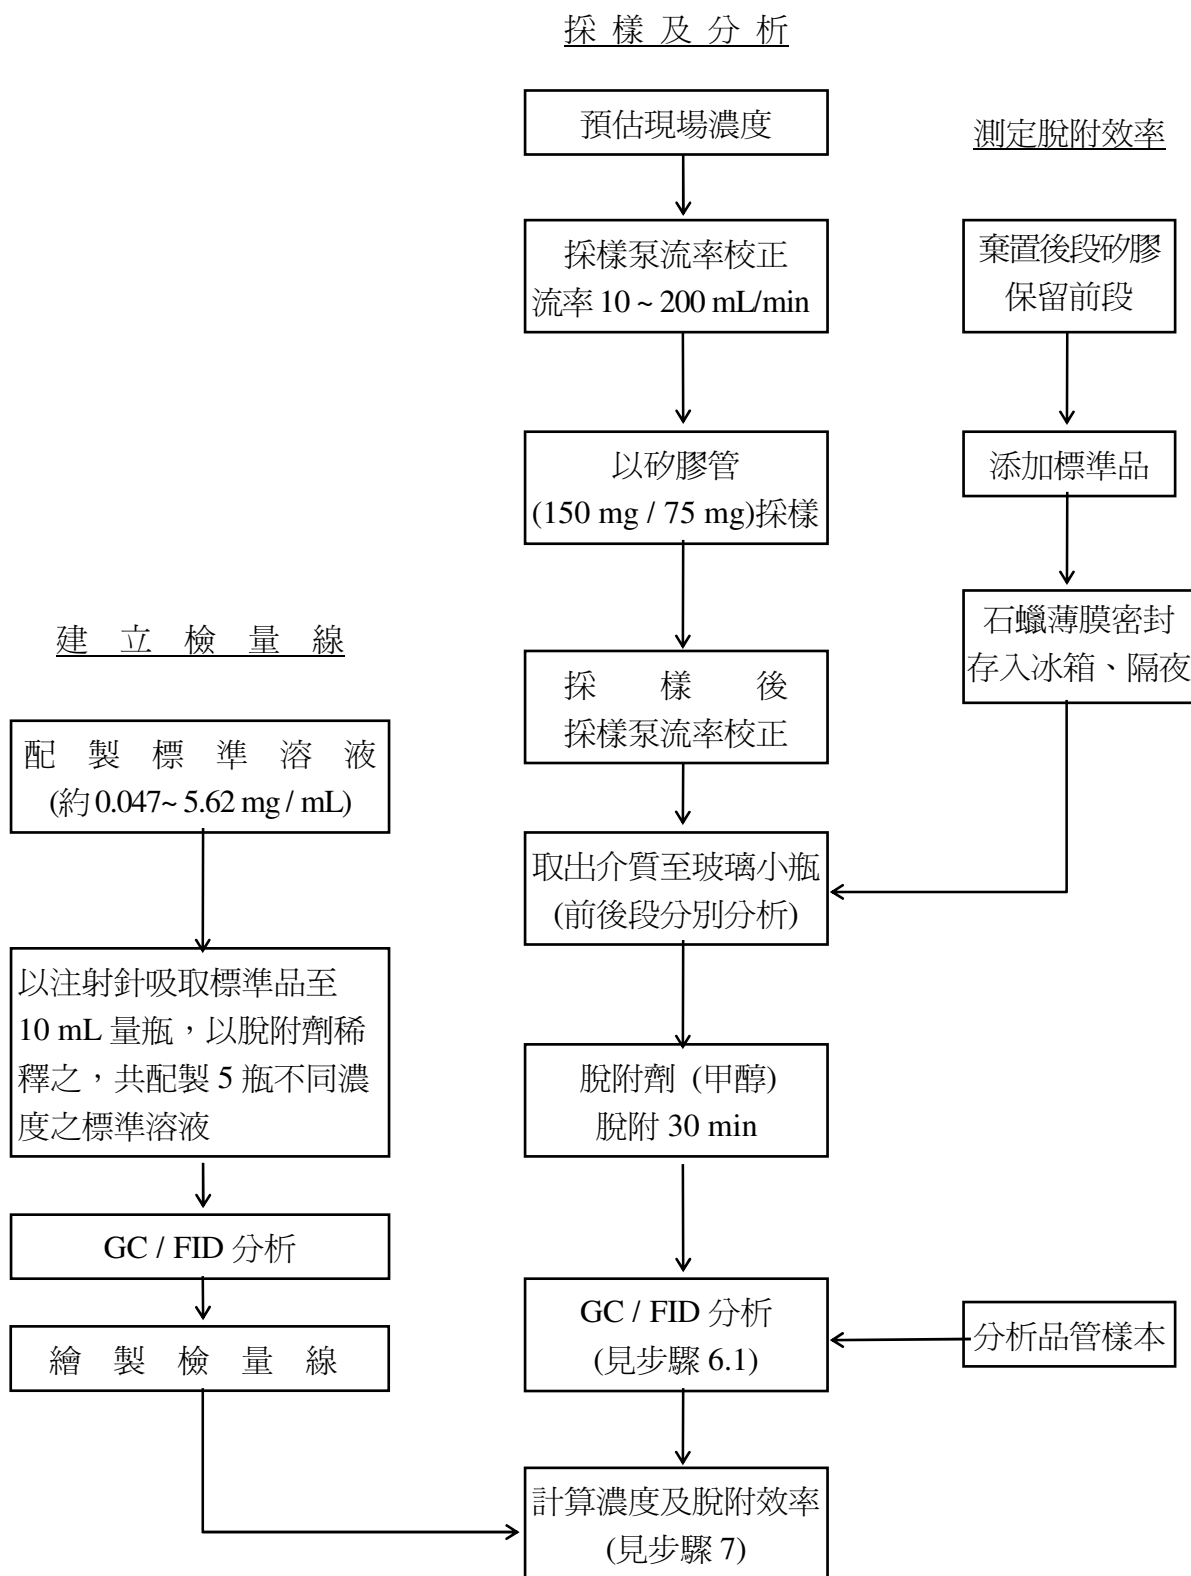 採樣及分析
預估現場濃度
採樣泵流率校正
流率 10 ~ 200 mL/min
以矽膠管
(150 mg / 75 mg)採樣
採樣後
採樣泵流率校正
取出介質至玻璃小瓶
(前後段分別分析)
脫附劑 (甲醇)
脫附 30 min
GC / FID 分析
(見步驟 6.1)
計算濃度及脫附效率
(見步驟 7)
測定脫附效率
棄置後段矽膠
保留前段
添加標準品
石蠟薄膜密封
存入冰箱、隔夜
分析品管樣本
建立檢量線
配製標準溶液
(約 0.047~ 5.62 mg / mL)
以注射針吸取標準品至
10 mL 量瓶，以脫附劑稀
釋之，共配製 5 瓶不同濃
度之標準溶液
GC / FID 分析
繪製檢量線